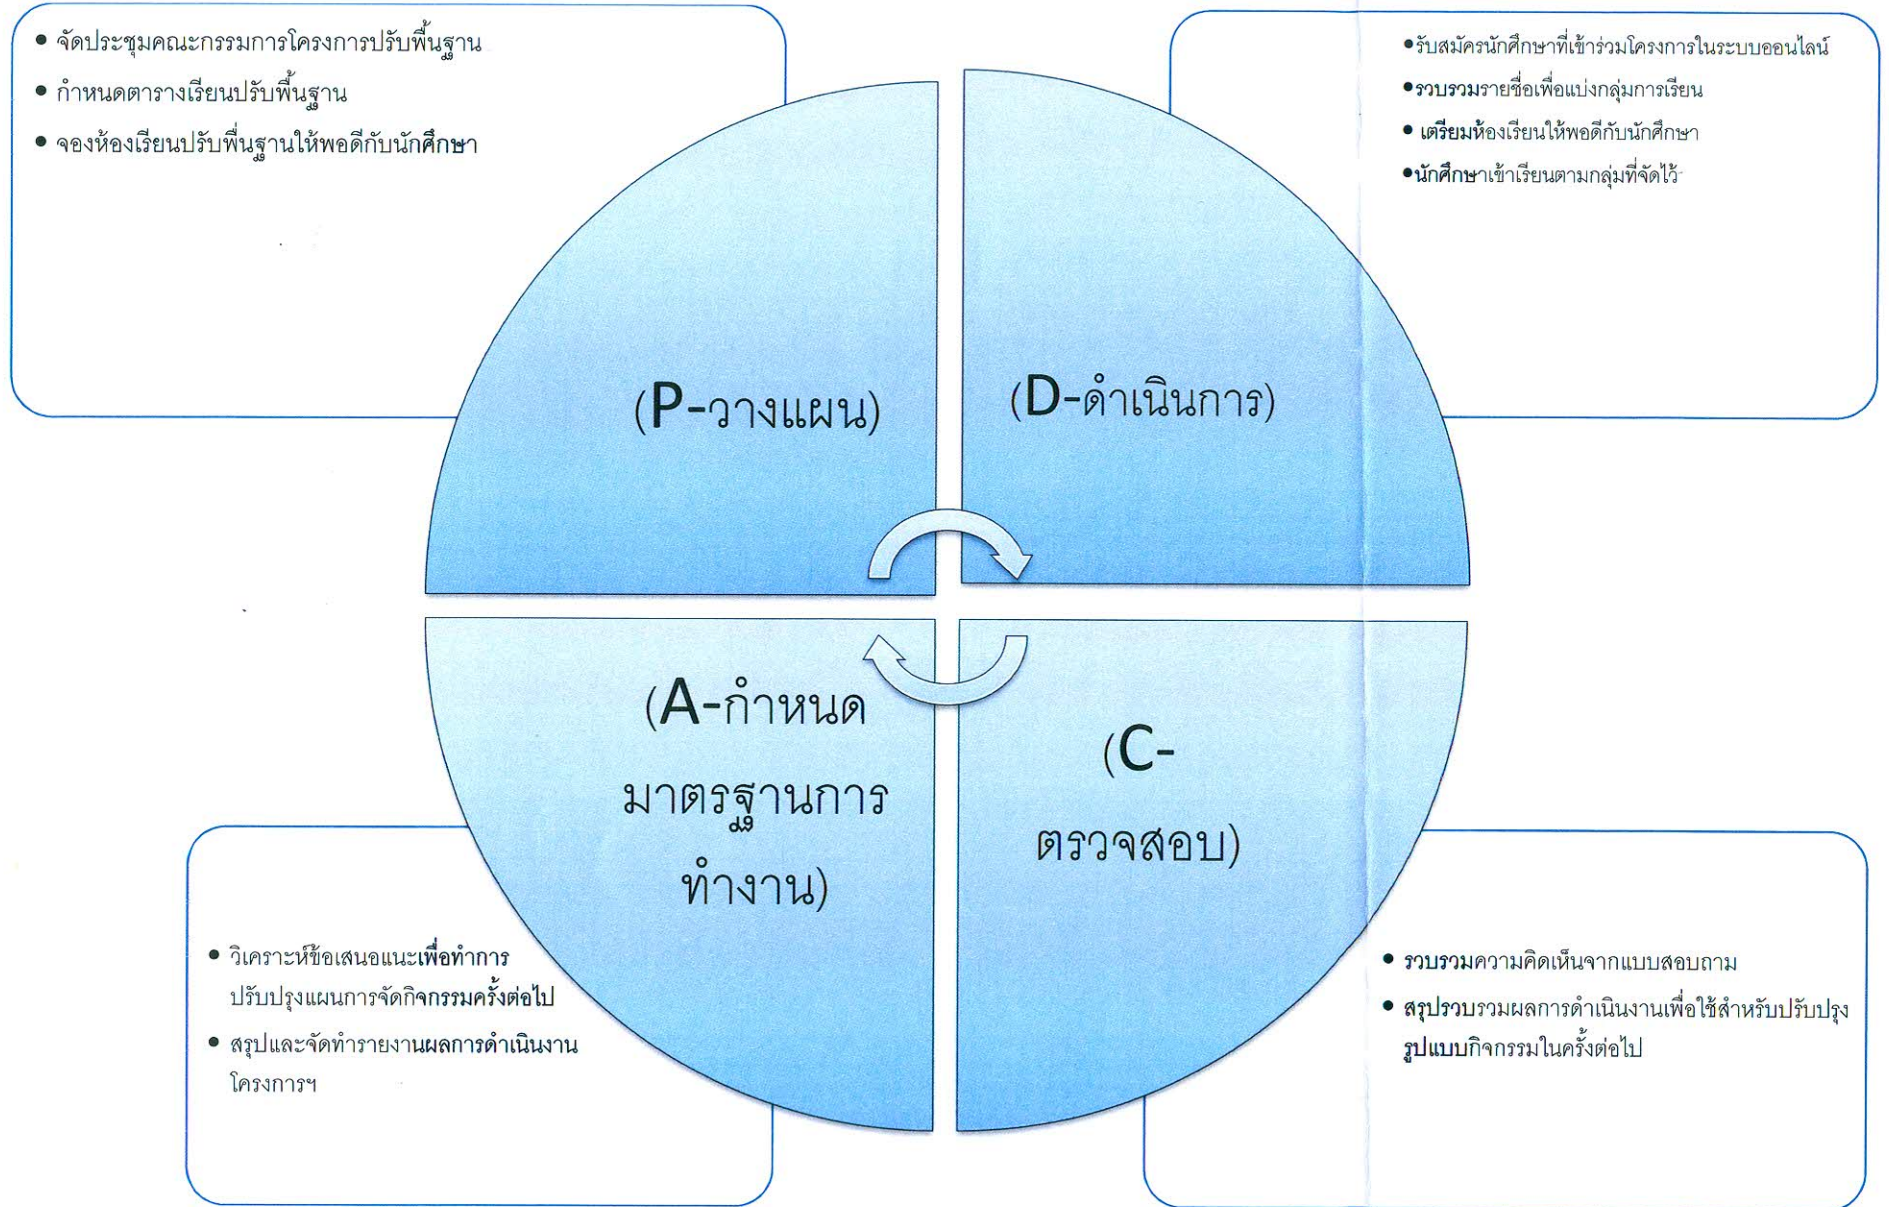 • จัดประชุมคณะกรรมการโครงการปรับพื้นฐาน
• กำหนดตารางเรียนปรับพื้นฐาน
• จองห้องเรียนปรับพื้นฐานให้พอดีกับนักศึกษา
•รับสมัครนักศึกษาที่เข้าร่วมโครงการในระบบออนไลน์
•รวบรวมรายชื่อเพื่อแบ่งกลุ่มการเรียน
• เตรียมห้องเรียนให้พอดีกับนักศึกษา
•นักศึกษาเข้าเรียนตามกลุ่มที่จัดไว้
(P-วางแผน)
(D-ดำเนินการ)
(A-กำหนด
มาตรฐานการ
ทำงาน)
(C-
ตรวจสอบ)
• วิเคราะห์ข้อเสนอแนะเพื่อทำการ
ปรับปรุงแผนการจัดกิจกรรมครั้งต่อไป
• สรุปและจัดทำรายงานผลการดำเนินงาน
โครงการฯ
• รวบรวมความคิดเห็นจากแบบสอบถาม
• สรุปรวบรวมผลการดำเนินงานเพื่อใช้สำหรับปรับปรุง
รูปแบบกิจกรรมในครั้งต่อไป